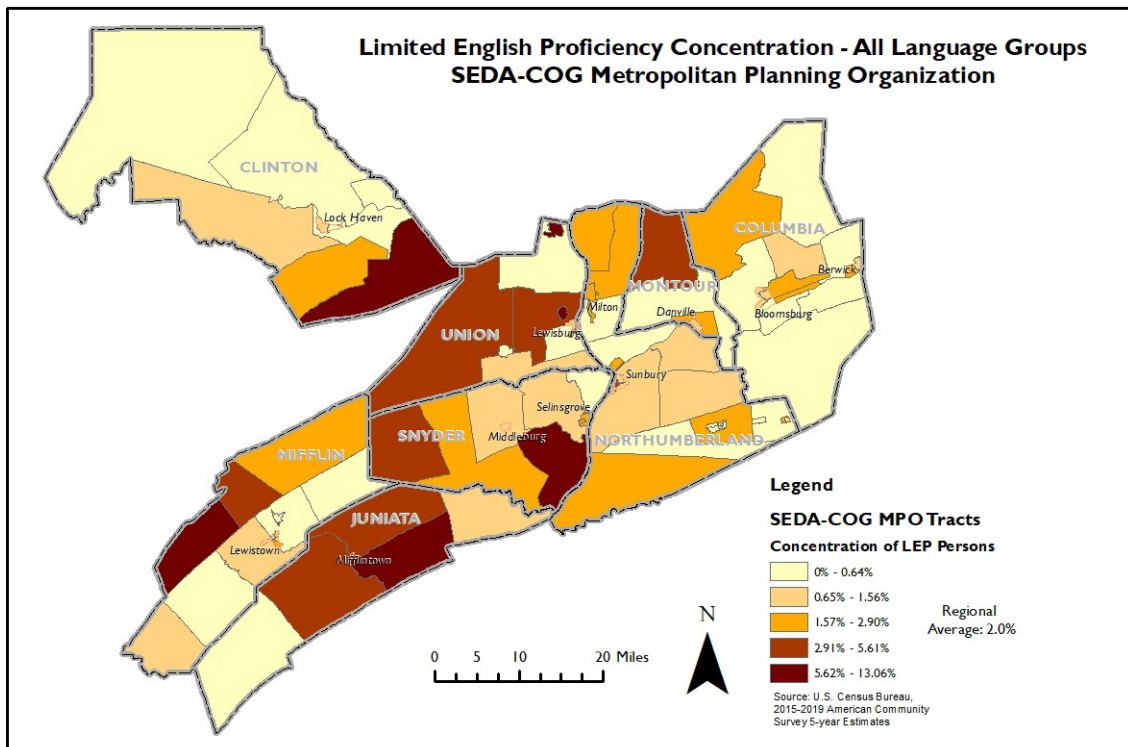 Limited English Proficiency Concentration - All Language Groups
SEDA-COG Metropolitan Planning Organization
CLINTON
Lock Haven
COLUMBIA
Berwick
MONTOUR
Milton
Danville
Bloomsburg
UNION
Lewisburg
Sunbury
Selinsgrove
SNYDER
Middleburg
NORTHUMBERLAND
MIFFLIN
JUNIATA
Lewistown
Mifflintown
Legend
SEDA-COG MPO Tracts
Concentration of LEP Persons
0% - 0.64%
0.65% - 1.56%
1.57% - 2.90%
2.91% - 5.61%
5.62% - 13.06%
Regional
Average: 2.0%
N
0 5 10 20 Miles
Source: U.S. Census Bureau,
2015-2019 American Community
Survey 5-year Estimates